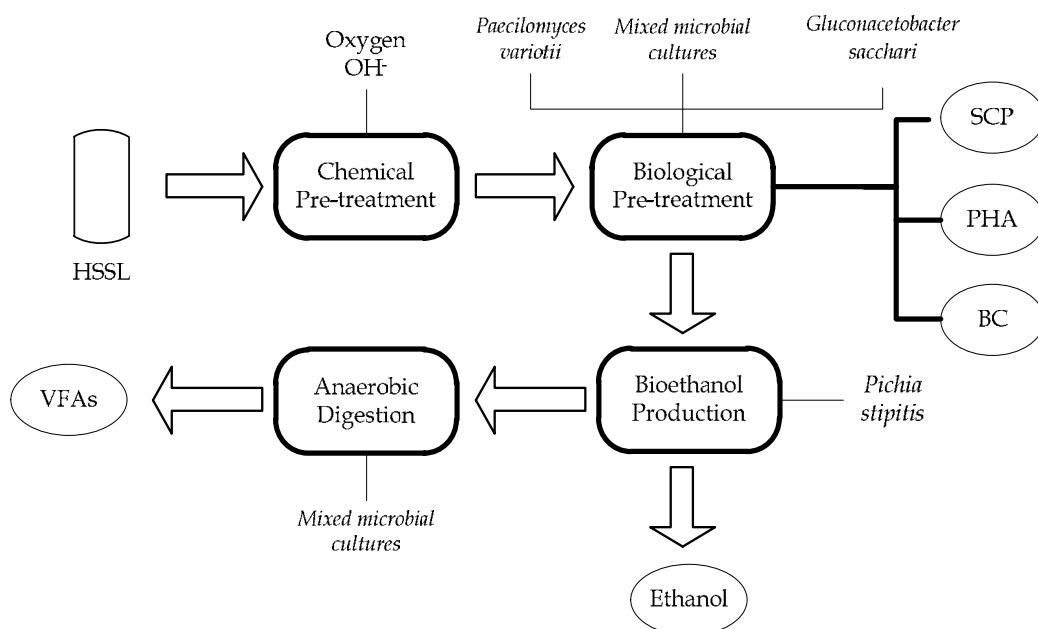 Oxygen
OH-
Paecilomyces
variotii
Mixed microbial
cultures
Gluconacetobacter
sacchari
HSSL
Chemical
Pre-treatment
Biological
Pre-treatment
SCP
PHA
BC
VFAs
Anaerobic
Digestion
Bioethanol
Production
Pichia
stipitis
Mixed microbial
cultures
Ethanol